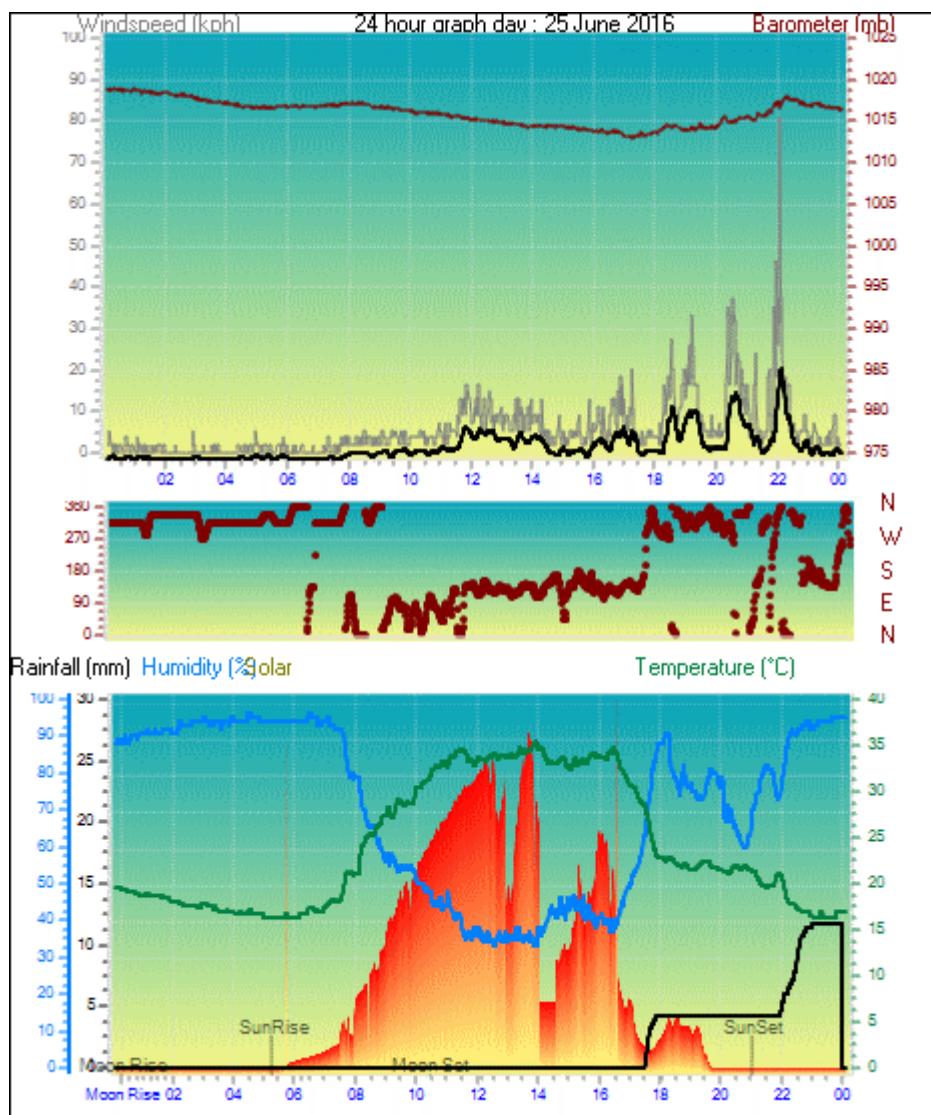 Windspeed (kph) 24 hour graph day : 25 June 2016 Barometer (mb)
100 1025
90 1020
80 1015
70 1010
60 1005
50 1000
40 995
30 990
20 985
10 980
0 975
02 04 06 08 10 12 14 16 18 20 22 00
360 N
270 W
180 S
90 E
0 N
Rainfall (mm) Humidity (%) Solar Temperature (°C)
100 30 40
90 35
80 25
70 30
60 20 25
50 15 20
40
30 10 15
20 10
10 5 5
0 0 0
SunRise SunSet
Moon Rise Moon Set
Moon Rise 02 04 06 08 10 12 14 16 18 20 22 00